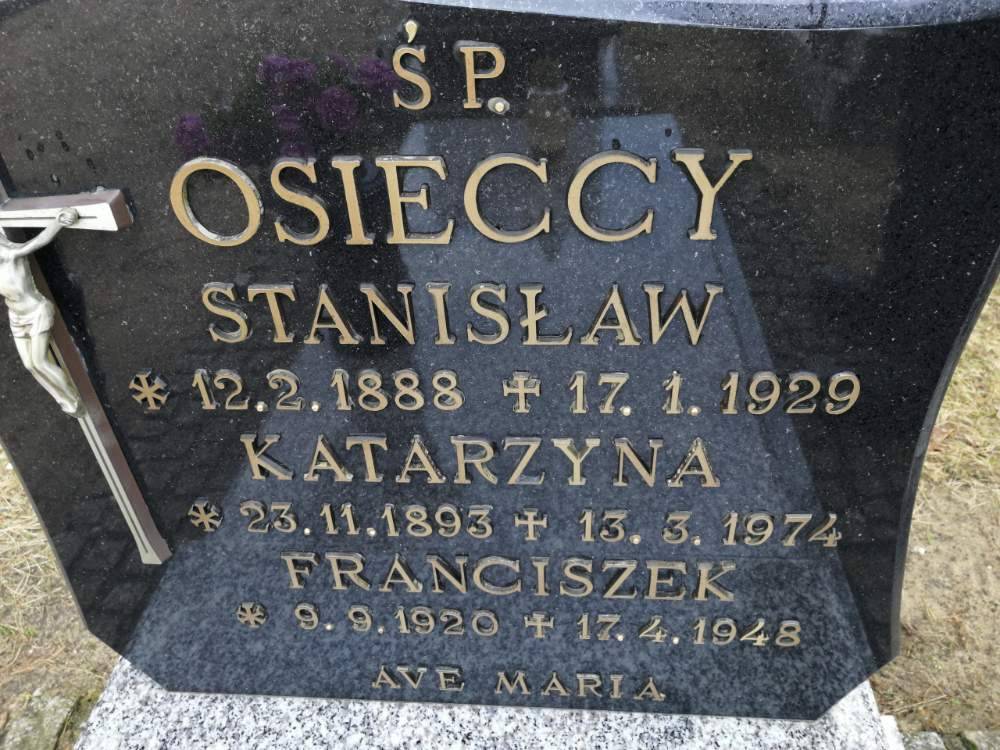 Ś P.
OSIECCY
STANISŁAW
* 12.2.1888 ✝ 17.1.1929
KATARZYNA
* 23.11.1893 ✝ 13.3.1974
FRANCISZEK
* 9.9.1920 ✝ 17.4.1948
AVE MARIA